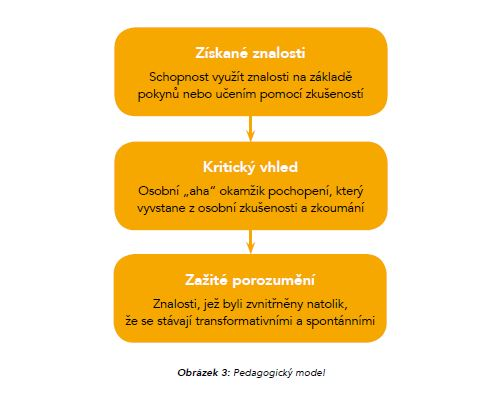 Získané znalosti
Schopnost využít znalosti na základě
pokynů nebo učením pomocí zkušeností
Kritický vhled
Osobní „aha“ okamžik pochopení, který
vyvstane z osobní zkušenosti a zkoumání
Zažité porozumění
Znalosti, jež byli zvnitřněny natolik,
že se stávají transformativními a spontánními
Obrázek 3: Pedagogický model